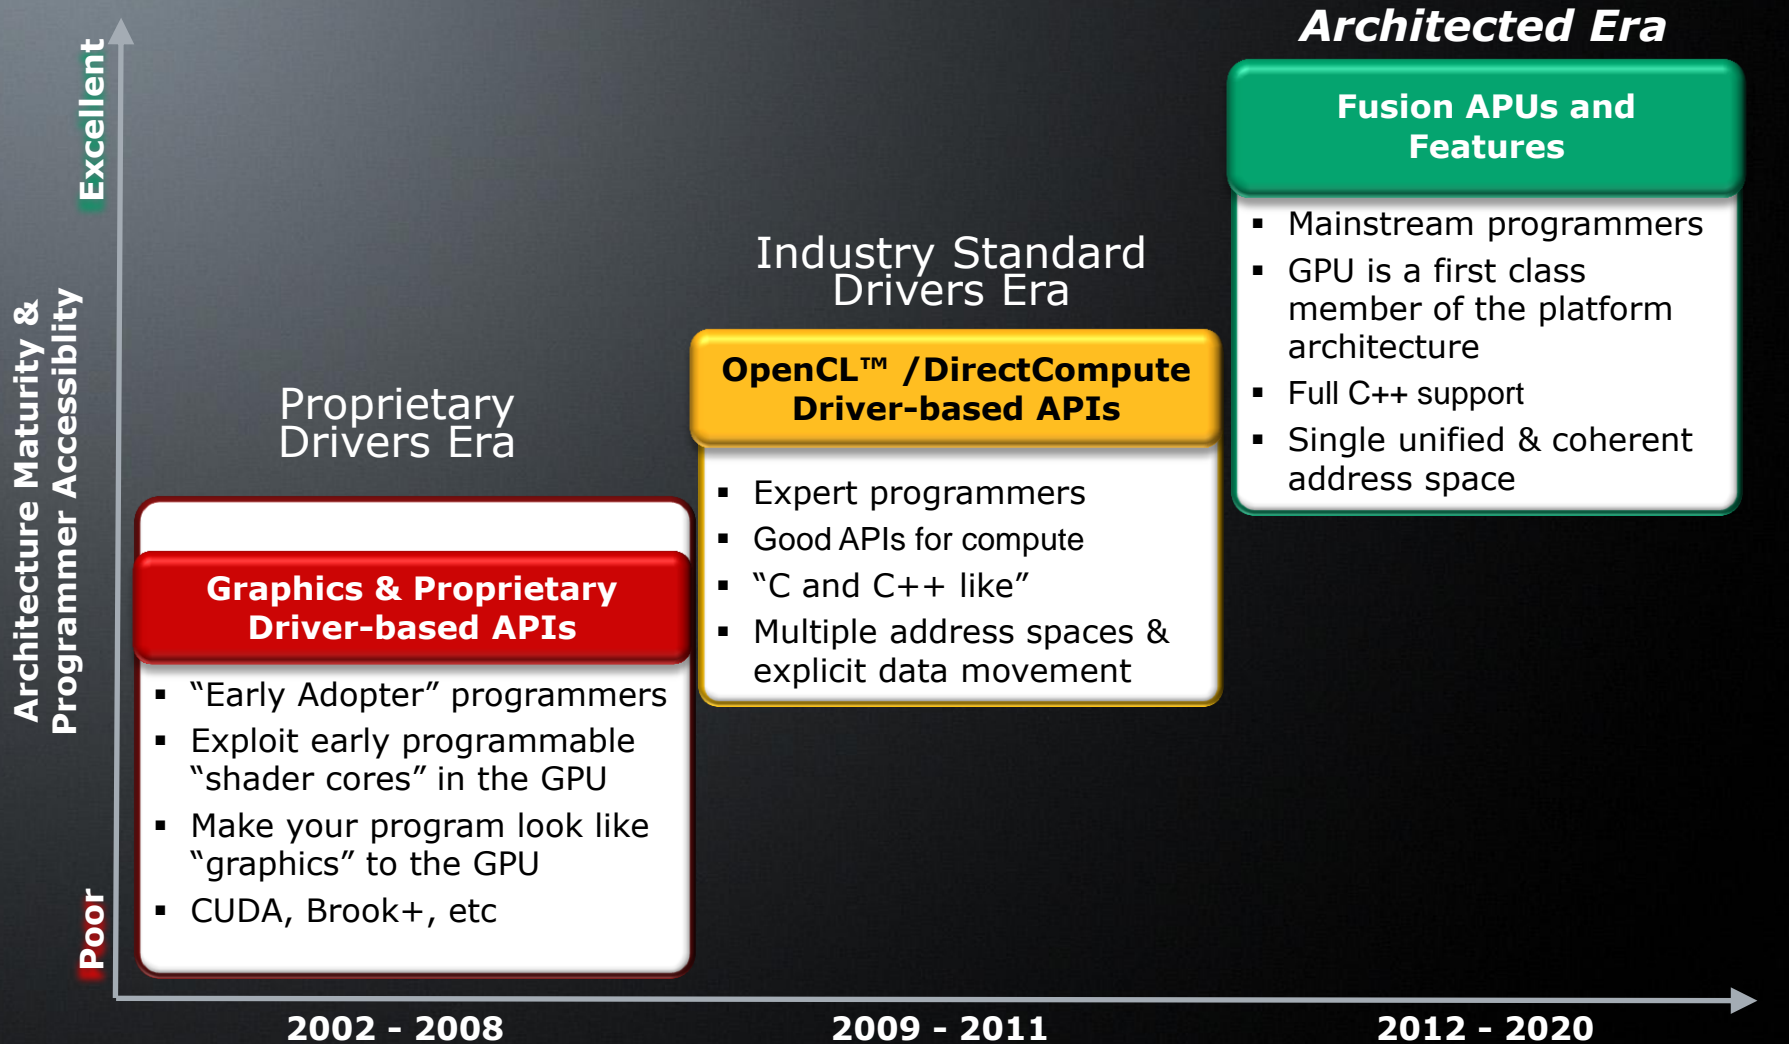 Architected Era
Excellent
Fusion APUs and
Features
▪ Mainstream programmers
▪ GPU is a first class
member of the platform
architecture
▪ Full C++ support
▪ Single unified & coherent
address space
Industry Standard
Drivers Era
OpenCL™ /DirectCompute
Driver-based APIs
▪ Expert programmers
▪ Good APIs for compute
▪ “C and C++ like”
▪ Multiple address spaces &
explicit data movement
Architecture Maturity &
Programmer Accessiblity
Proprietary
Drivers Era
Graphics & Proprietary
Driver-based APIs
▪ “Early Adopter” programmers
▪ Exploit early programmable
“shader cores” in the GPU
▪ Make your program look like
“graphics” to the GPU
▪ CUDA, Brook+, etc
Poor
2002 - 2008
2009 - 2011
2012 - 2020